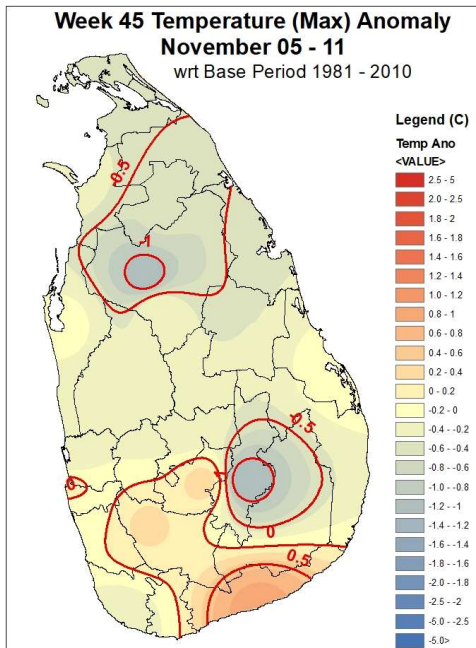 Week 45 Temperature (Max) Anomaly
November 05 - 11
wrt Base Period 1981 - 2010
Legend (C)
Temp Ano
<VALUE>
2.5 - 5
2.0 - 2.5
1.8 - 2
1.6 - 1.8
1.4 - 1.6
1.2 - 1.4
1.0 - 1.2
0.8 - 1
0.6 - 0.8
0.4 - 0.6
0.2 - 0.4
0 - 0.2
-0.2 - 0
-0.4 - -0.2
-0.6 - -0.4
-0.8 - -0.6
-1.0 - -0.8
-1.2 - -1
-1.4 - -1.2
-1.6 - -1.4
-1.8 - -1.6
-2.0 - -1.8
-2.5 - -2
-5.0 - -2.5
-5.0>
-0.5
-1
-0.5
-1
0
0
0.5